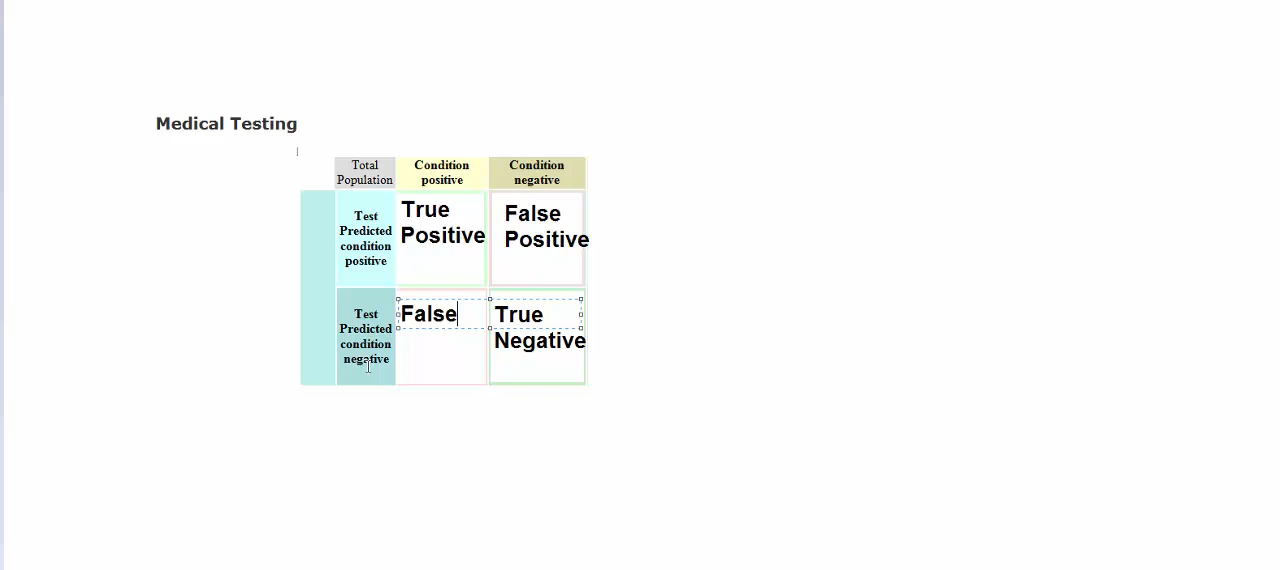 Medical Testing
Total Population
Condition positive
Condition negative
Test Predicted condition positive
True Positive
False Positive
Test Predicted condition negative
False
True Negative